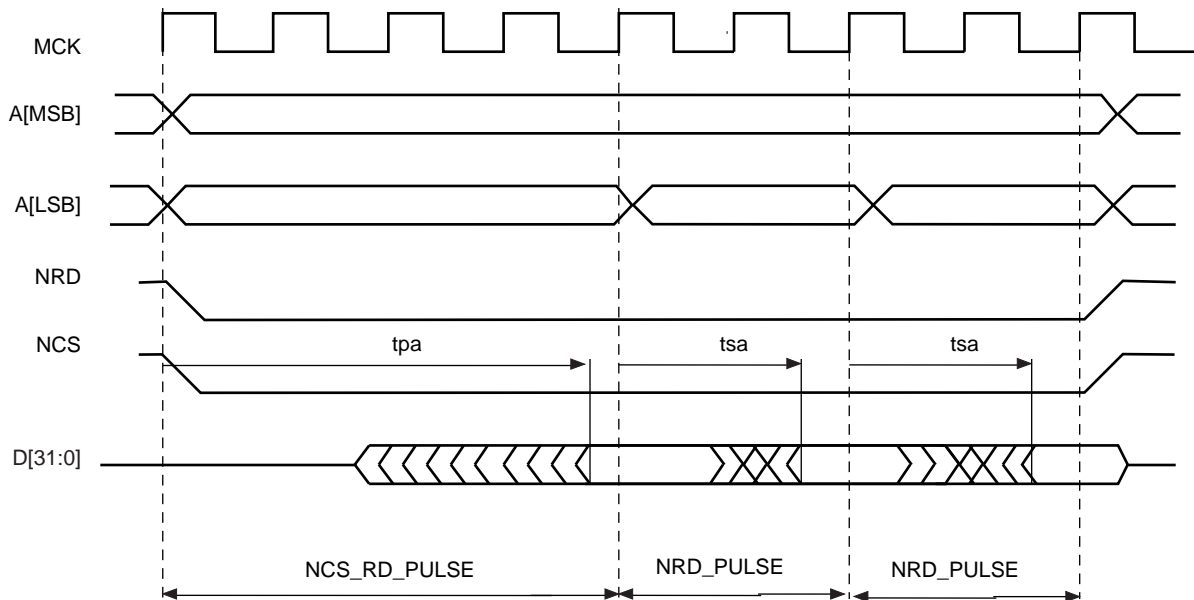 MCK
A[MSB]
A[LSB]
NRD
NCS
tpa
tsa
tsa
D[31:0]
NCS_RD_PULSE
NRD_PULSE
NRD_PULSE